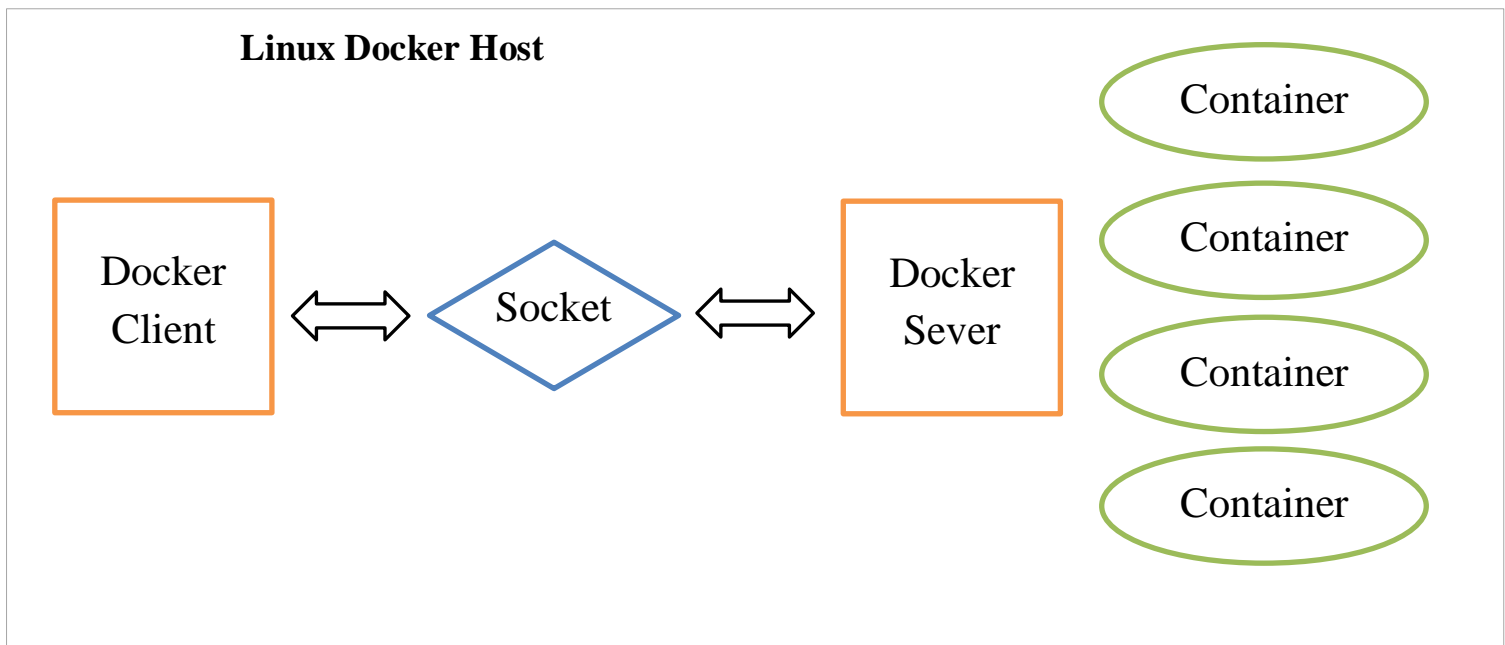 Linux Docker Host
Docker
Client
Socket
Docker
Sever
Container
Container
Container
Container